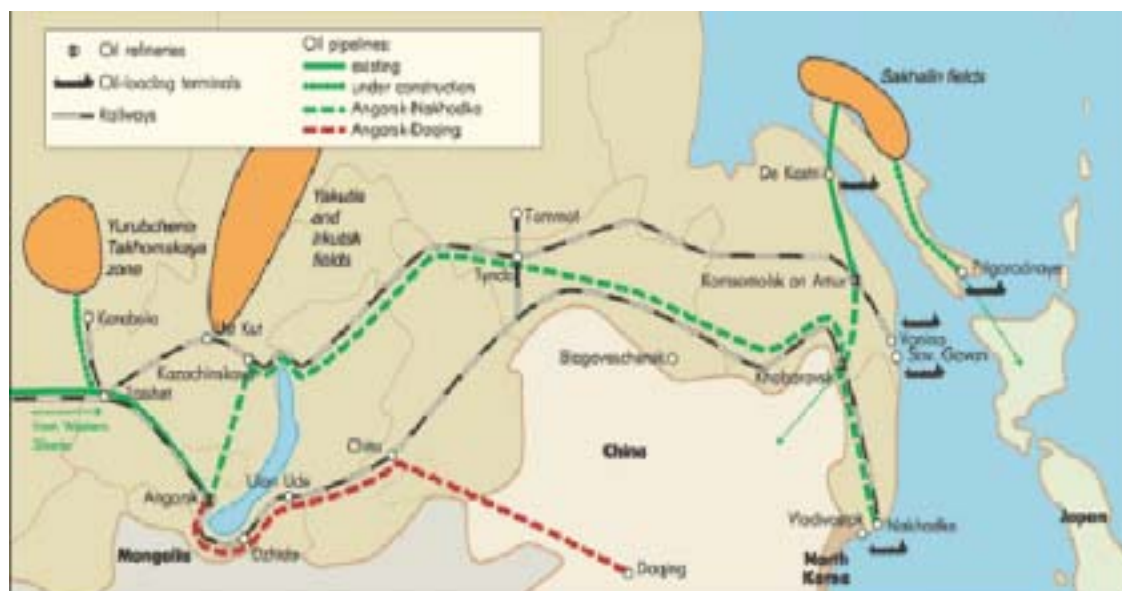 Oil refineries
Oil-loading terminals
Railways
Oil pipelines:
existing
under construction
Angarsk-Nakhodka
Angarsk-Daqing
Sakhalin fields
De Kastri
Yurubcheno
Takhomskaya
zone
Yakutia
and
Irkutsk
fields
Tommot
Tynda
Komsomolsk on Amur
Prigorodnoye
Vanino
Sov. Gavan
Karabula
Ust Kut
Kazachinskoye
Taishet
from Western
Siberia
Blagoveschensk
Khabarovsk
China
Chita
Ulan Ude
Angarsk
Mongolia
Dzhida
Daqing
Vladivostok
Nakhodka
North
Korea
Japan